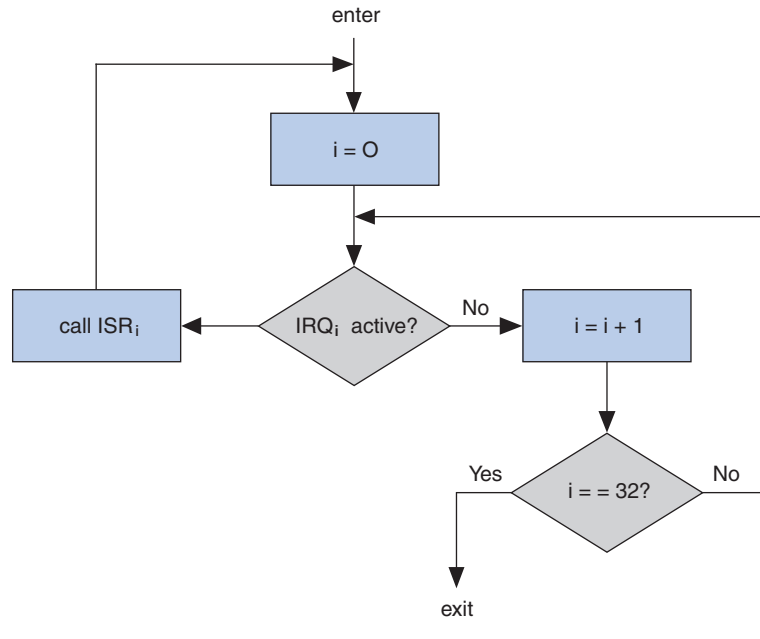 enter
i = O
call ISRi
IRQi active?
No
i = i + 1
Yes
i = = 32?
No
exit